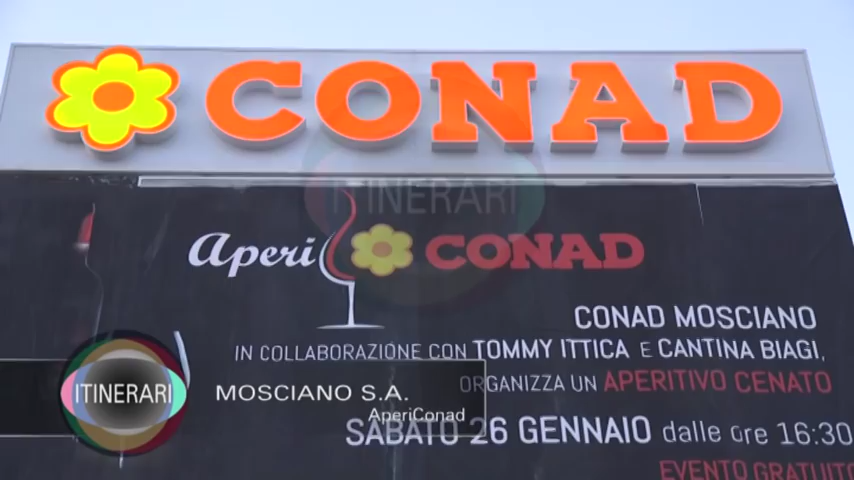 CONAD
ITINERARI
Aperi CONAD
CONAD MOSCIANO
IN COLLABORAZIONE CON TOMMY ITTICA E CANTINA BIAGI,
ORGANIZZA UN APERITIVO CENATO
ITINERARI
MOSCIANO S.A.
AperiConad
SABATO 26 GENNAIO dalle ore 16:30
EVENTO GRATUITO